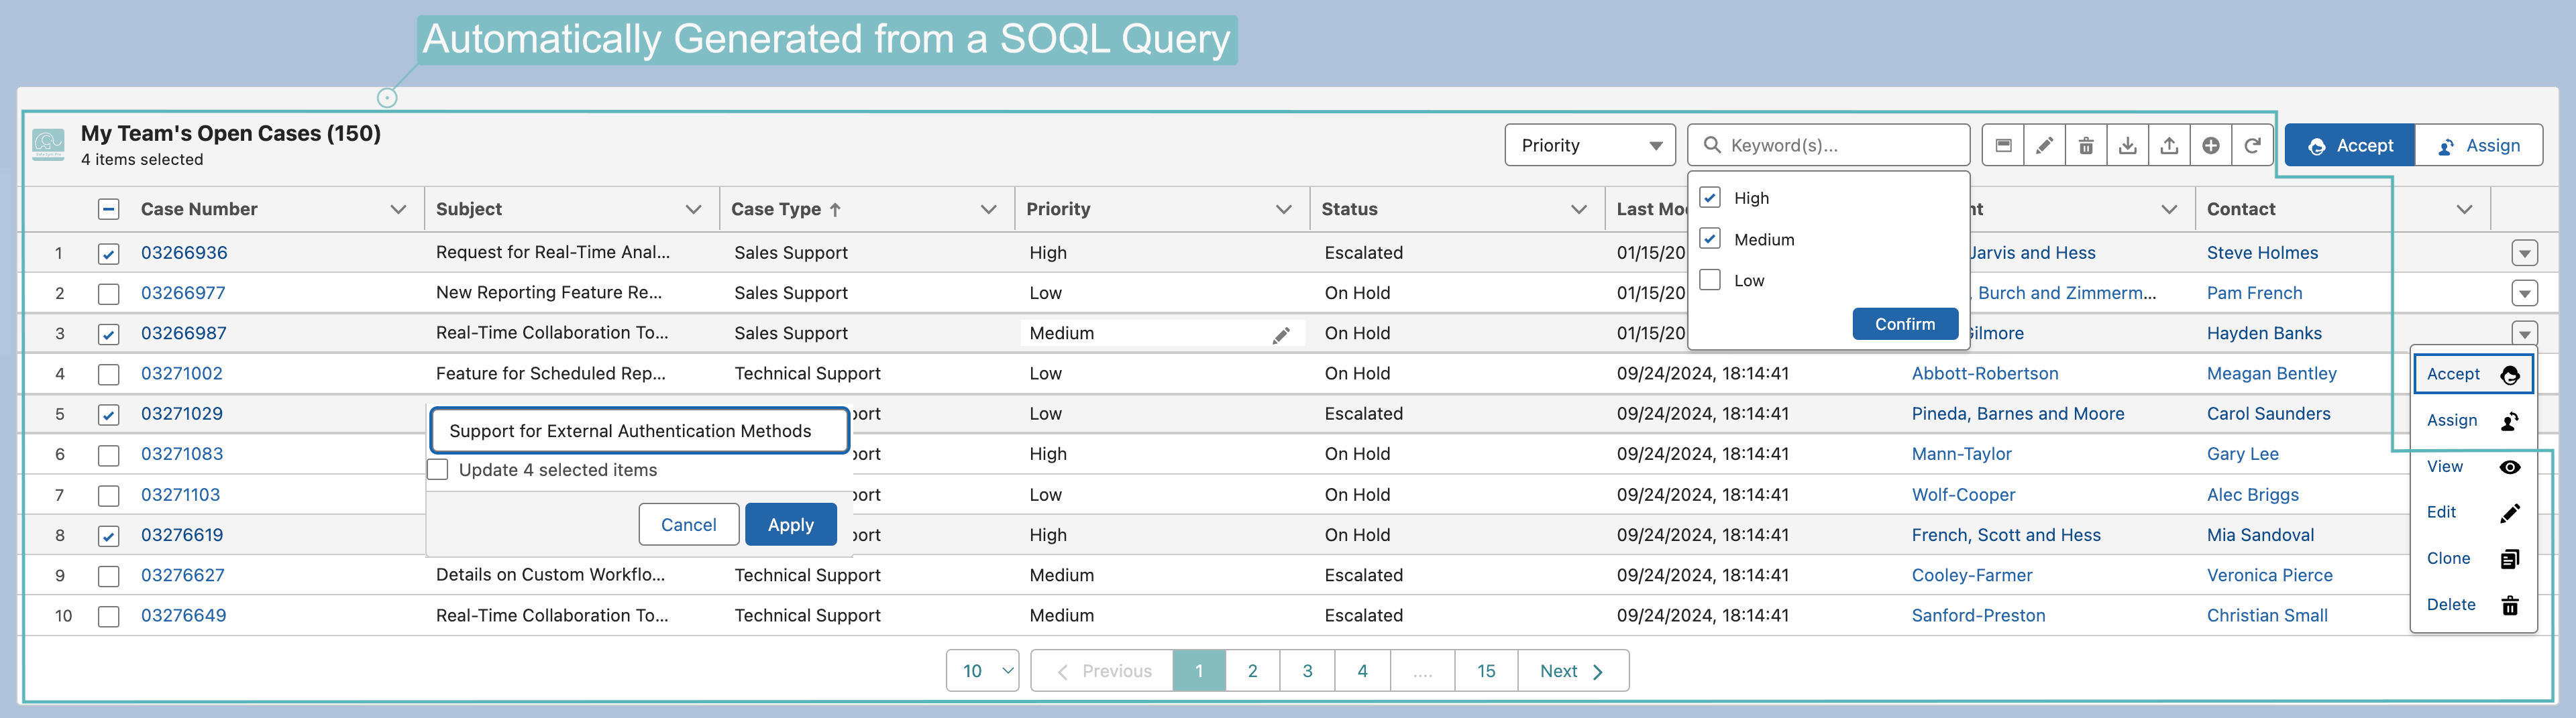 Automatically Generated from a SOQL Query
My Team's Open Cases (150)
4 items selected
Priority
Keyword(s)...
Accept
Assign
High
Medium
Low
Confirm
Case Number Subject Case Type Priority Status Last Mo nt Contact
1 03266936 Request for Real-Time Anal... Sales Support High Escalated 01/15/20 Jarvis and Hess Steve Holmes
2 03266977 New Reporting Feature Re... Sales Support Low On Hold 01/15/20 , Burch and Zimmerm... Pam French
3 03266987 Real-Time Collaboration To... Sales Support Medium On Hold 01/15/20 Gilmore Hayden Banks
4 03271002 Feature for Scheduled Rep... Technical Support Low On Hold 09/24/2024, 18:14:41 Abbott-Robertson Meagan Bentley
5 03271029 port Low Escalated 09/24/2024, 18:14:41 Pineda, Barnes and Moore Carol Saunders
6 03271083 port High On Hold 09/24/2024, 18:14:41 Mann-Taylor Gary Lee
7 03271103 port Low On Hold 09/24/2024, 18:14:41 Wolf-Cooper Alec Briggs
8 03276619 port High On Hold 09/24/2024, 18:14:41 French, Scott and Hess Mia Sandoval
9 03276627 Details on Custom Workflo... Technical Support Medium Escalated 09/24/2024, 18:14:41 Cooley-Farmer Veronica Pierce
10 03276649 Real-Time Collaboration To... Technical Support Medium Escalated 09/24/2024, 18:14:41 Sanford-Preston Christian Small
Support for External Authentication Methods
Update 4 selected items
Cancel
Apply
Accept
Assign
View
Edit
Clone
Delete
10 Previous 1 2 3 4 .... 15 Next